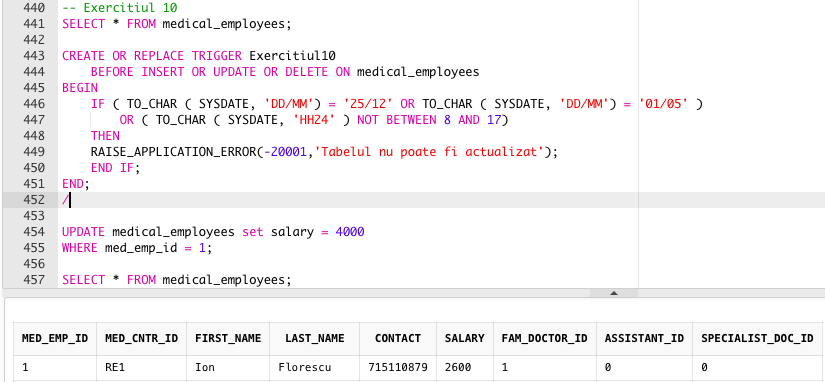 440 -- Exercitiul 10
441 SELECT * FROM medical_employees;
442
443 CREATE OR REPLACE TRIGGER Exercitiul10
444 BEFORE INSERT OR UPDATE OR DELETE ON medical_employees
445 BEGIN
446 IF ( TO_CHAR ( SYSDATE, 'DD/MM') = '25/12' OR TO_CHAR ( SYSDATE, 'DD/MM') = '01/05' )
447 OR ( TO_CHAR ( SYSDATE, 'HH24' ) NOT BETWEEN 8 AND 17)
448 THEN
449 RAISE_APPLICATION_ERROR(-20001,'Tabelul nu poate fi actualizat');
450 END IF;
451 END;
452 /
453
454 UPDATE medical_employees set salary = 4000
455 WHERE med_emp_id = 1;
456
457 SELECT * FROM medical_employees;
MED_EMP_ID MED_CNTR_ID FIRST_NAME LAST_NAME CONTACT SALARY FAM_DOCTOR_ID ASSISTANT_ID SPECIALIST_DOC_ID
1 RE1 Ion Florescu 715110879 2600 1 0 0